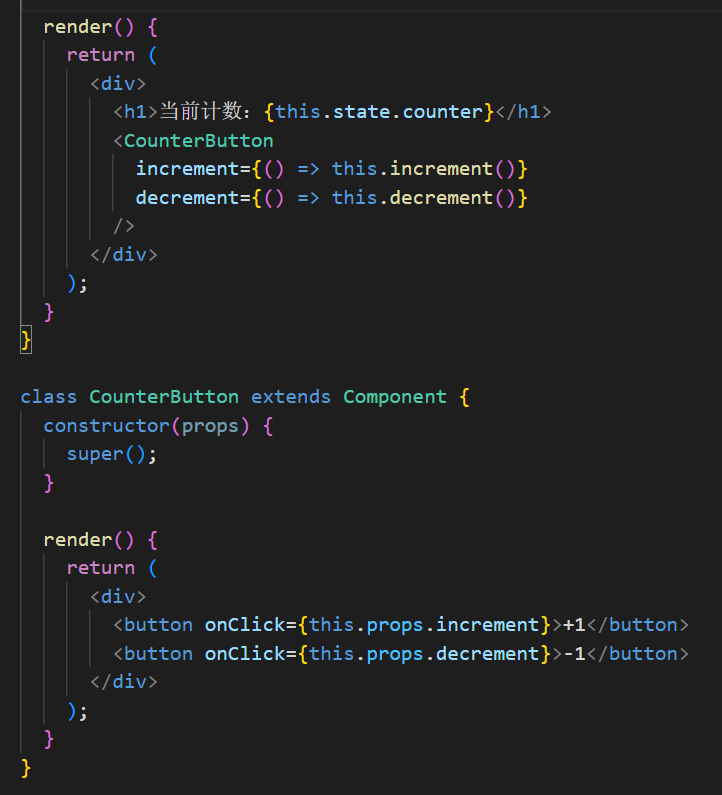 render() {
return (
<div>
<h1>当前计数：{this.state.counter}</h1>
<CounterButton
increment={() => this.increment()}
decrement={() => this.decrement()}
/>
</div>
);
}
}
class CounterButton extends Component {
constructor(props) {
super();
}
render() {
return (
<div>
<button onClick={this.props.increment}>+1</button>
<button onClick={this.props.decrement}>-1</button>
</div>
);
}
}